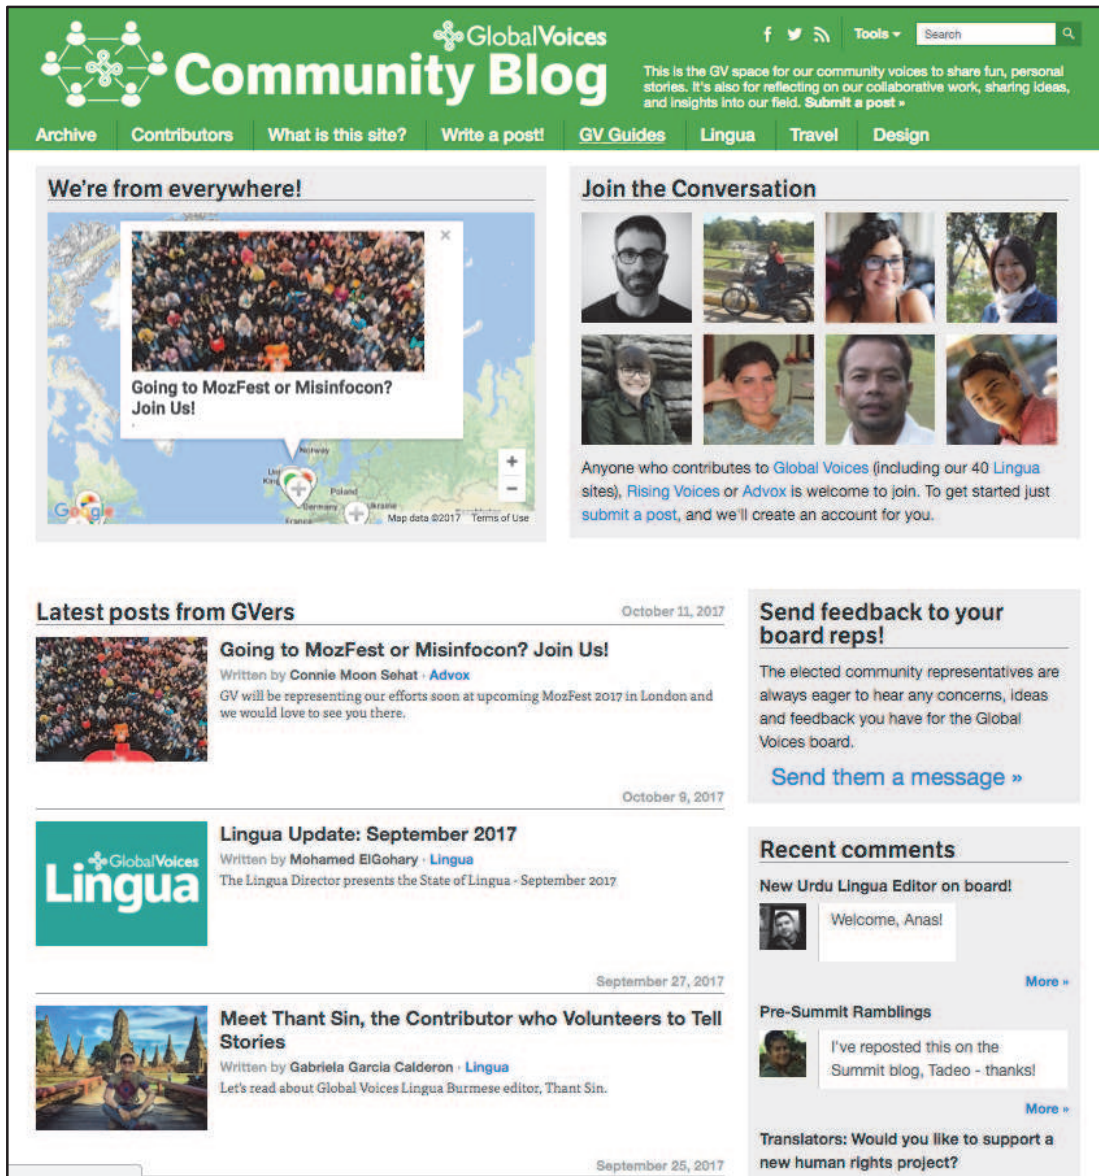 GlobalVoices
Community Blog
Tools
Search
This is the GV space for our community voices to share fun, personal
stories. It's also for reflecting on our collaborative work, sharing ideas,
and insights into our field. Submit a post »
Archive
Contributors
What is this site?
Write a post!
GV Guides
Lingua
Travel
Design
We're from everywhere!
Going to MozFest or Misinfocon?
Join Us!
Norway
Poland
Germany
Ukraine
France
Google
Map data ©2017 Terms of Use
Join the Conversation
Anyone who contributes to Global Voices (including our 40 Lingua
sites), Rising Voices or Advox is welcome to join. To get started just
submit a post, and we'll create an account for you.
Latest posts from GVers
October 11, 2017
Going to MozFest or Misinfocon? Join Us!
Written by Connie Moon Sehat · Advox
GV will be representing our efforts soon at upcoming MozFest 2017 in London and
we would love to see you there.
October 9, 2017
GlobalVoices
Lingua
Lingua Update: September 2017
Written by Mohamed ElGohary · Lingua
The Lingua Director presents the State of Lingua - September 2017
September 27, 2017
Meet Thant Sin, the Contributor who Volunteers to Tell
Stories
Written by Gabriela Garcia Calderon · Lingua
Let's read about Global Voices Lingua Burmese editor, Thant Sin.
September 25, 2017
Send feedback to your
board reps!
The elected community representatives are
always eager to hear any concerns, ideas
and feedback you have for the Global
Voices board.
Send them a message »
Recent comments
New Urdu Lingua Editor on board!
Welcome, Anas!
More »
Pre-Summit Ramblings
I've reposted this on the
Summit blog, Tadeo - thanks!
More »
Translators: Would you like to support a
new human rights project?